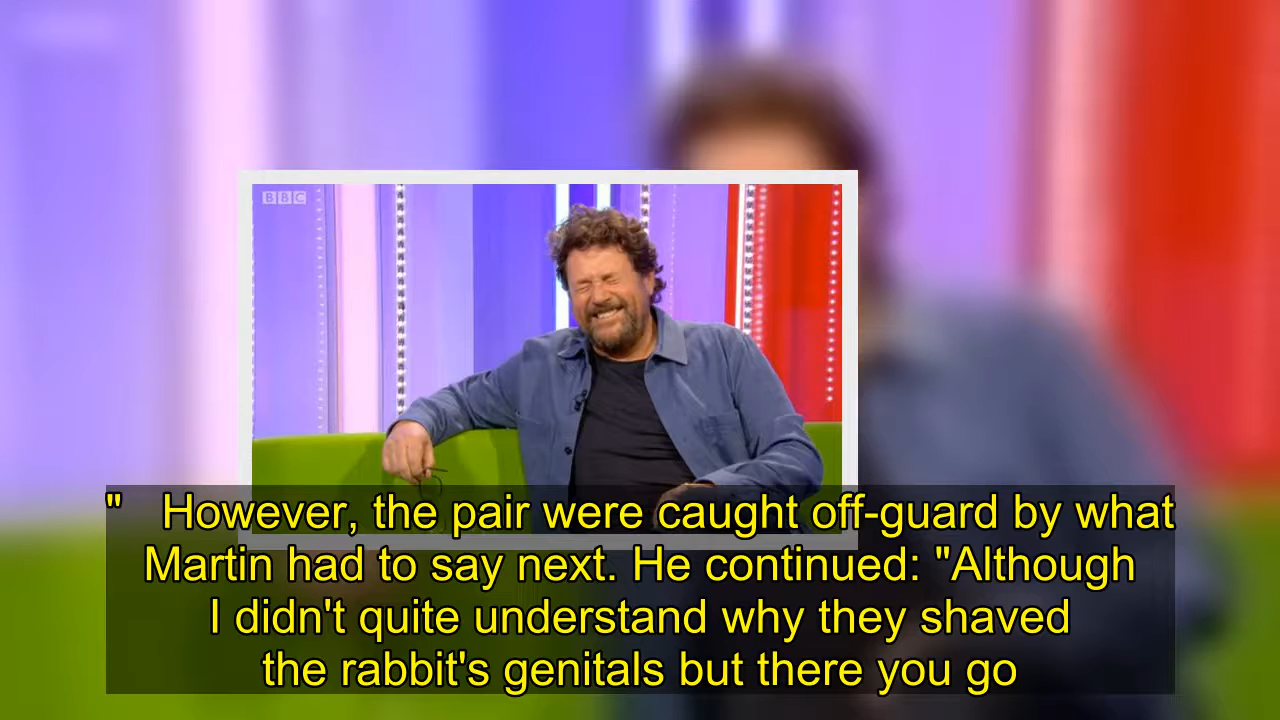 BBC
"   However, the pair were caught off-guard by what
Martin had to say next. He continued: "Although
I didn't quite understand why they shaved
the rabbit's genitals but there you go